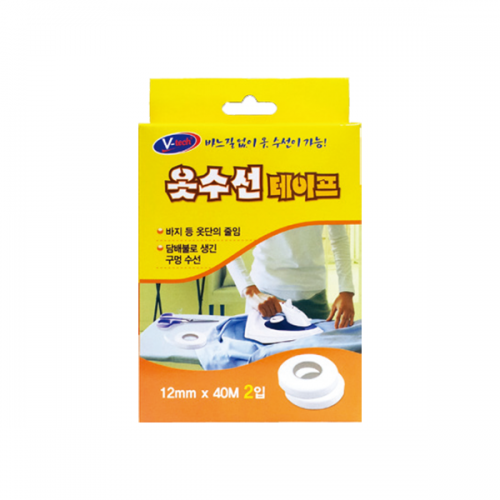 V-tech
바느질없이 옷 수선이 가능!
옷수선 테이프
바지 등 옷단의 줄임
담배불로 생긴
구멍 수선
12mm x 40M 2입